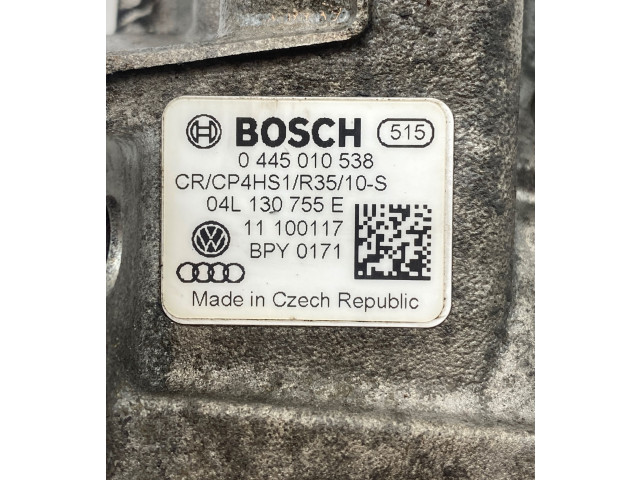 BOSCH 515
0 445 010 538
CR/CP4HS1/R35/10-S
04L 130 755 E
11 100117
BPY 0171
Made in Czech Republic